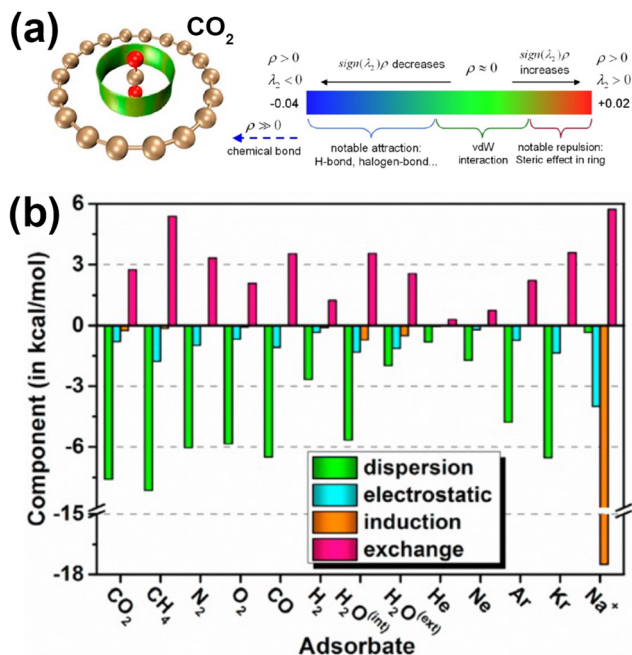 (a) CO₂
ρ > 0 sign(λ₂)ρ decreases ρ ≈ 0 sign(λ₂)ρ increases ρ > 0
λ₂ < 0 λ₂ > 0
-0.04 +0.02
ρ ≫ 0
chemical bond
notable attraction: H-bond, halogen-bond...
vdW interaction
notable repulsion: Steric effect in ring
(b)
Component (in kcal/mol)
6
3
0
-3
-6
-15
-18
dispersion
electrostatic
induction
exchange
CO₂ CH₄ N₂ O₂ CO H₂ H₂O(int) H₂O(ext) He Ne Ar Kr Na⁺
Adsorbate